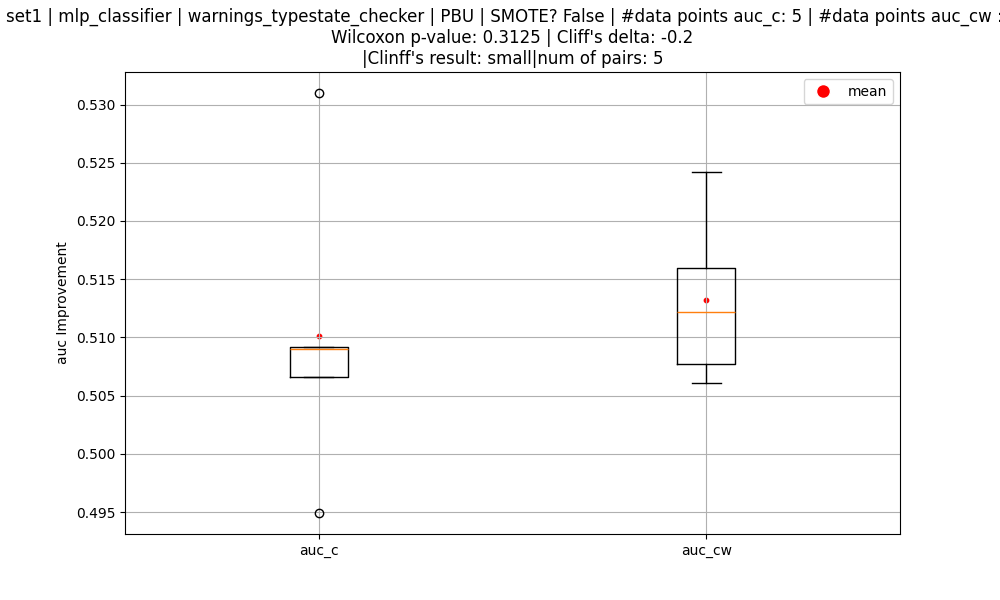 set1 | mlp_classifier | warnings_typestate_checker | PBU | SMOTE? False | #data points auc_c: 5 | #data points auc_cw :
Wilcoxon p-value: 0.3125 | Cliff's delta: -0.2
|Clinff's result: small|num of pairs: 5
mean
0.530
0.525
0.520
0.515
0.510
0.505
0.500
0.495
auc Improvement
auc_c
auc_cw